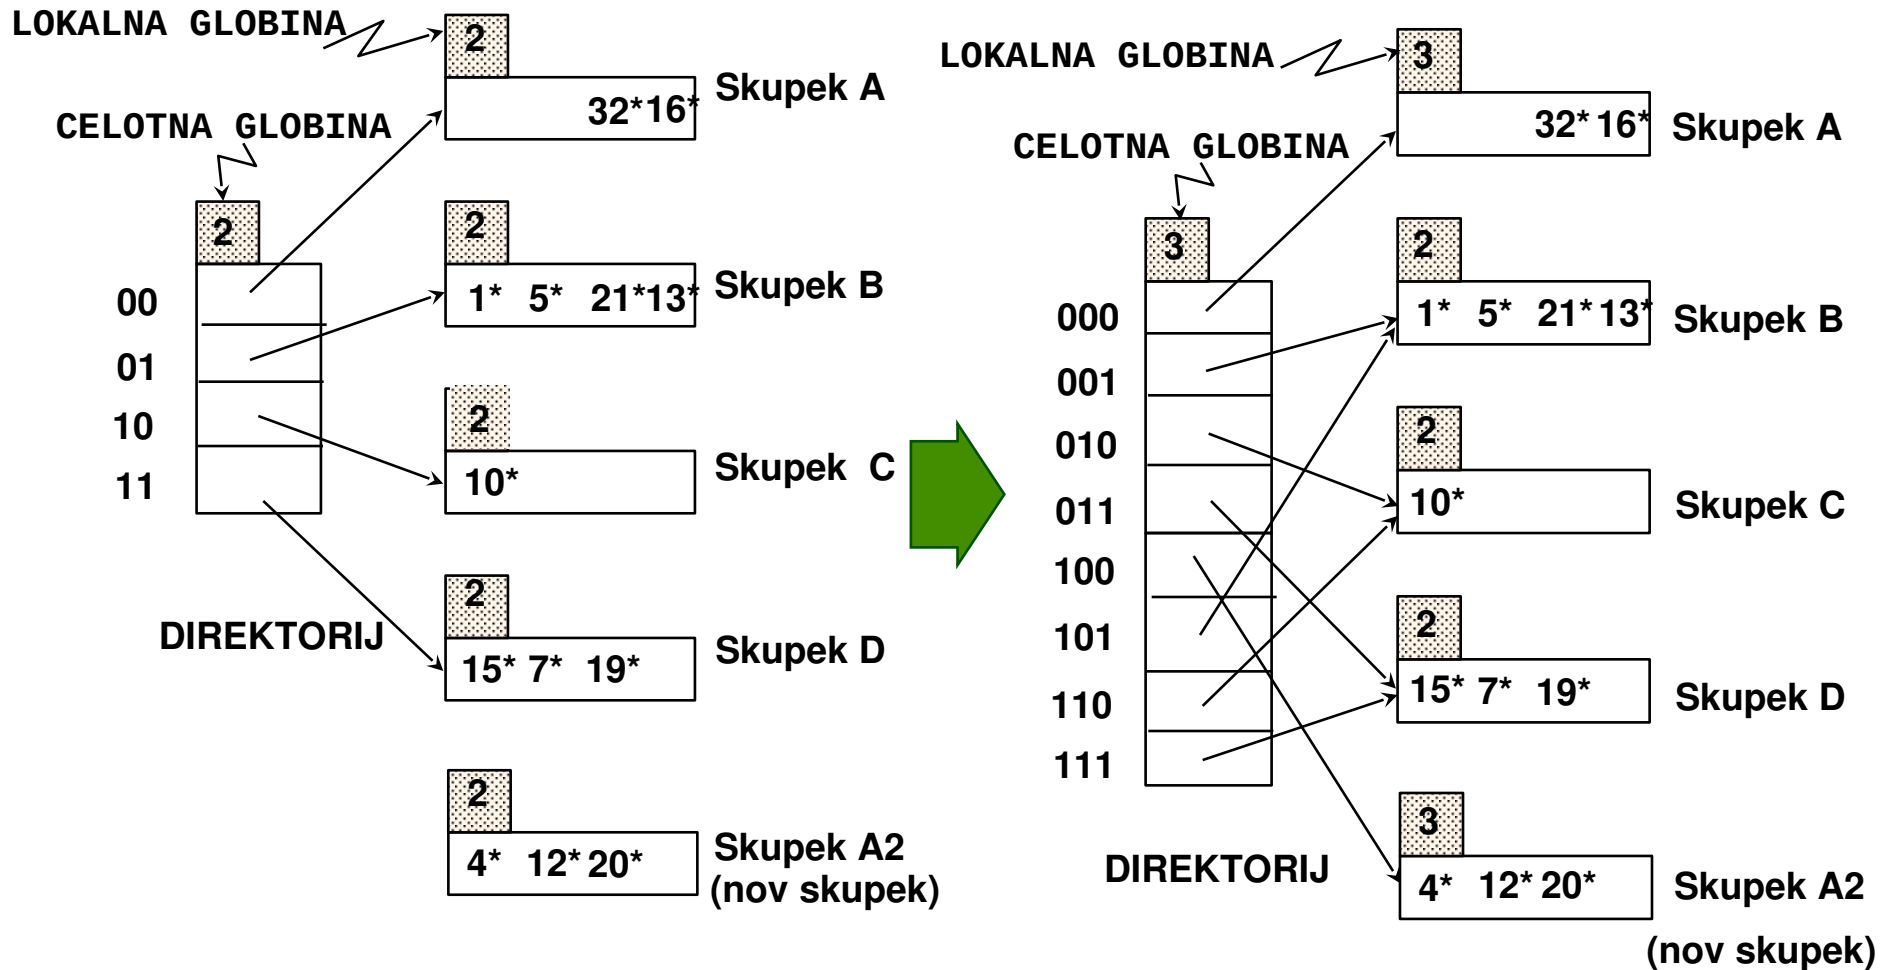 LOKALNA GLOBINA
2
32* 16*
Skupek A
CELOTNA GLOBINA
2
00
01
10
11
DIREKTORIJ
2
1* 5* 21* 13*
Skupek B
2
10*
Skupek C
2
15* 7* 19*
Skupek D
2
4* 12* 20*
Skupek A2
(nov skupek)
LOKALNA GLOBINA
3
32* 16*
Skupek A
CELOTNA GLOBINA
3
000
001
010
011
100
101
110
111
DIREKTORIJ
2
1* 5* 21* 13*
Skupek B
2
10*
Skupek C
2
15* 7* 19*
Skupek D
3
4* 12* 20*
Skupek A2
(nov skupek)